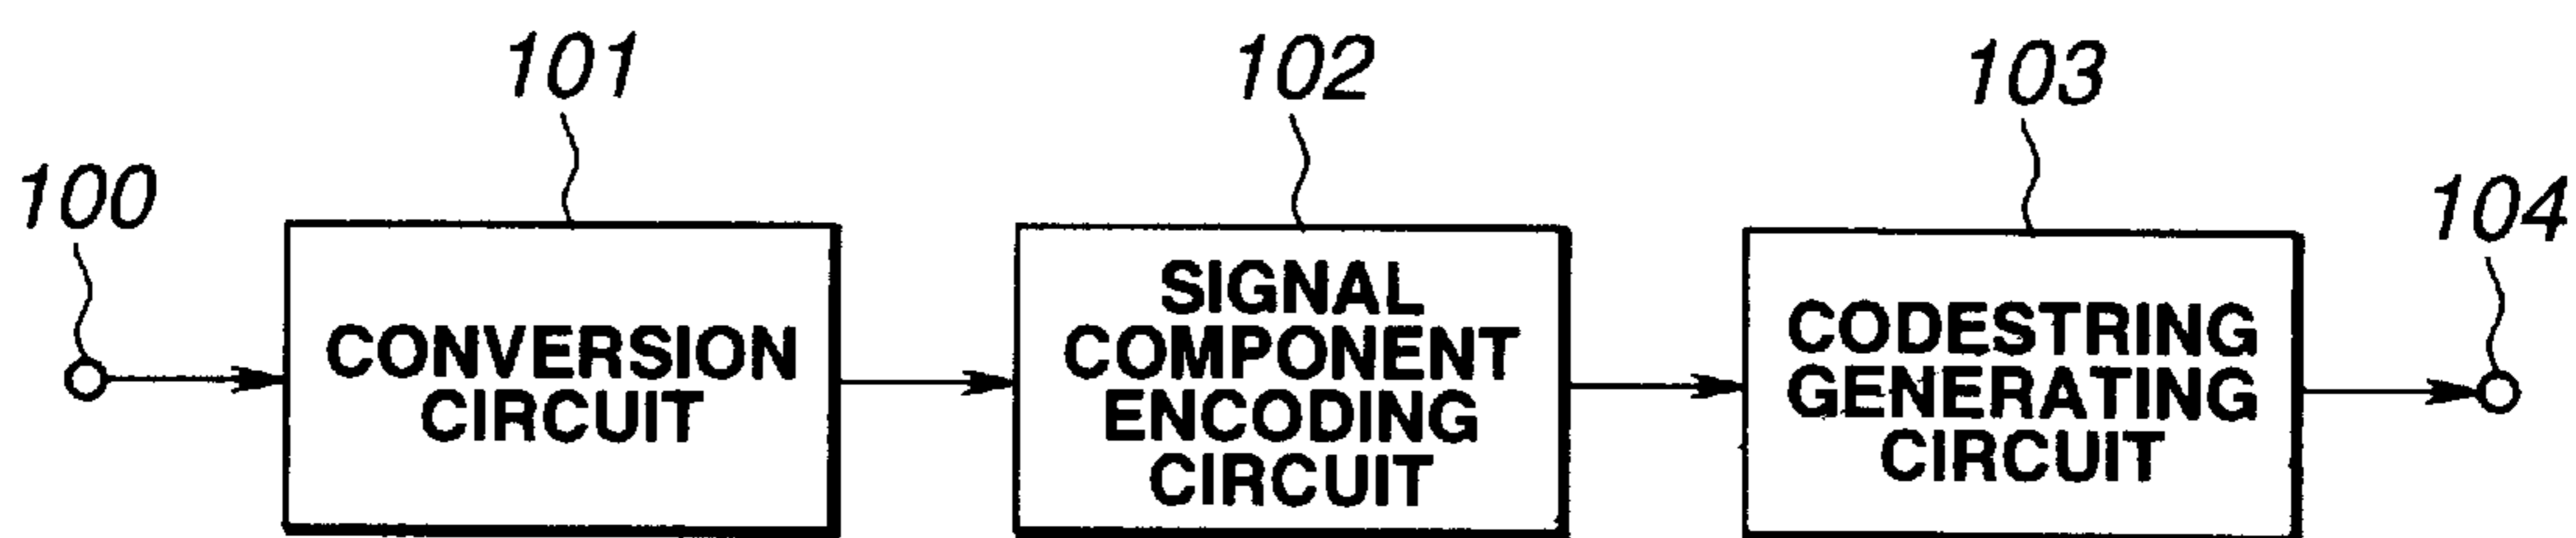 101
102
103
100
104
CONVERSION
CIRCUIT
SIGNAL
COMPONENT
ENCODING
CIRCUIT
CODESTRING
GENERATING
CIRCUIT